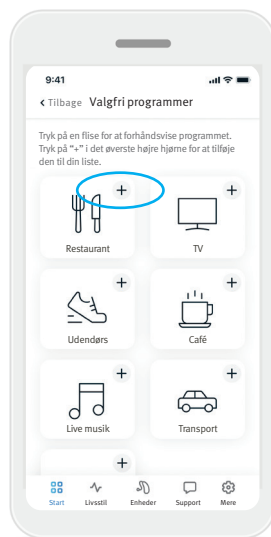 9:41
Tilbage Valgfri programmer
Tryk på en flise for at forhåndsvise programmet.
Tryk på “+” i det øverste højre hjørne for at tilføje
den til din liste.
+ +
Restaurant TV
+ +
Udendørs Café
+ +
Live musik Transport
+
Start Livsstil Enheder Support Mere